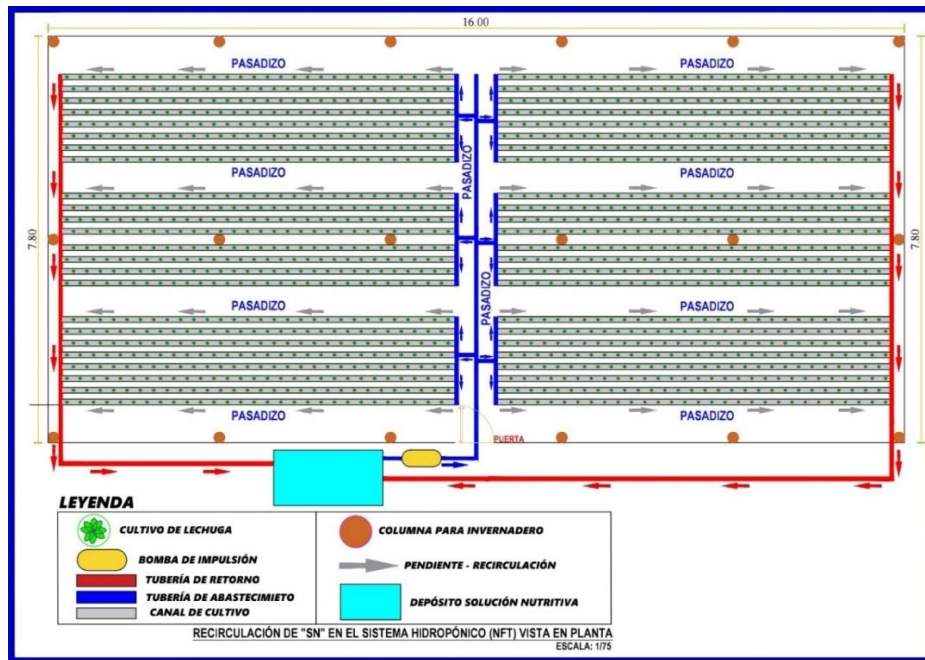 16.00
PASADIZO
PASADIZO
PASADIZO
PASADIZO
PASADIZO
7.80
7.80
PASADIZO
PASADIZO
PASADIZO
PASADIZO
PASADIZO
PUERTA
LEYENDA
CULTIVO DE LECHUGA
BOMBA DE IMPULSIÓN
TUBERÍA DE RETORNO
TUBERÍA DE ABASTECIMIETO
CANAL DE CULTIVO
COLUMNA PARA INVERNADERO
PENDIENTE - RECIRCULACIÓN
DEPÓSITO SOLUCIÓN NUTRITIVA
RECIRCULACIÓN DE "SN" EN EL SISTEMA HIDROPÓNICO (NFT) VISTA EN PLANTA
ESCALA: 1/75